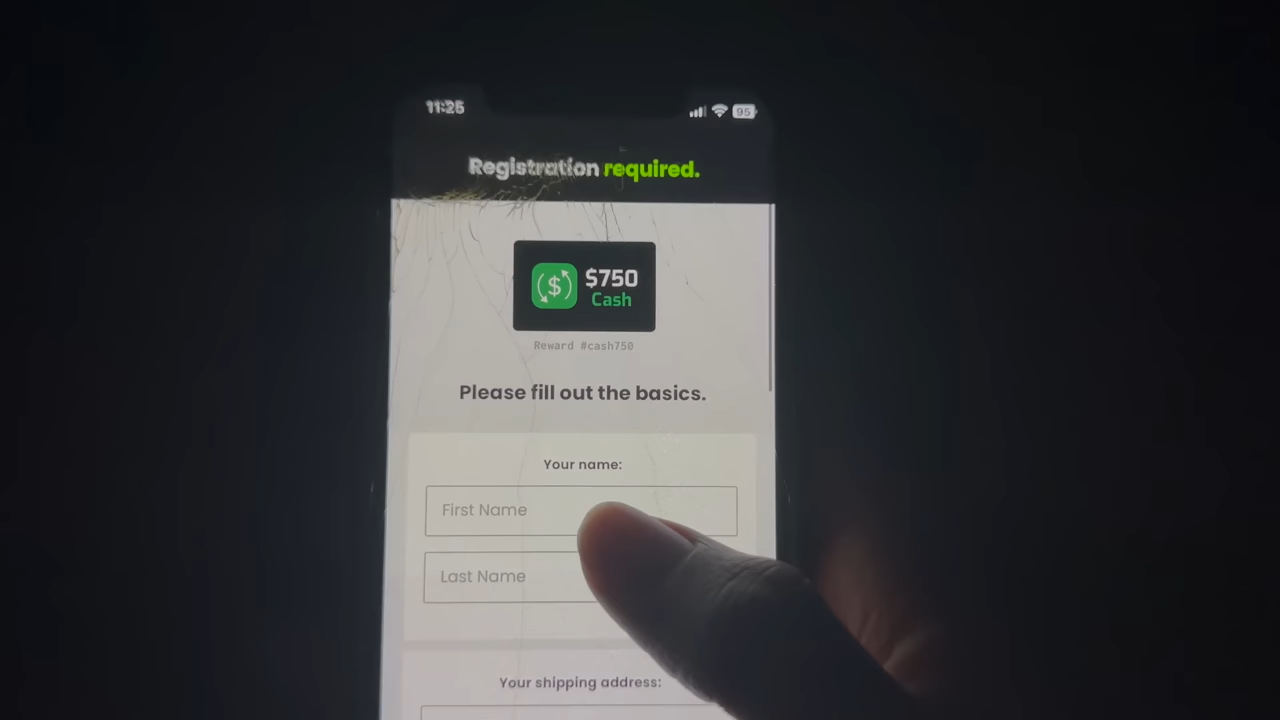 11:25
95
Registration required.
$
$750
Cash
Reward #cash750
Please fill out the basics.
Your name:
First Name
Last Name
Your shipping address: